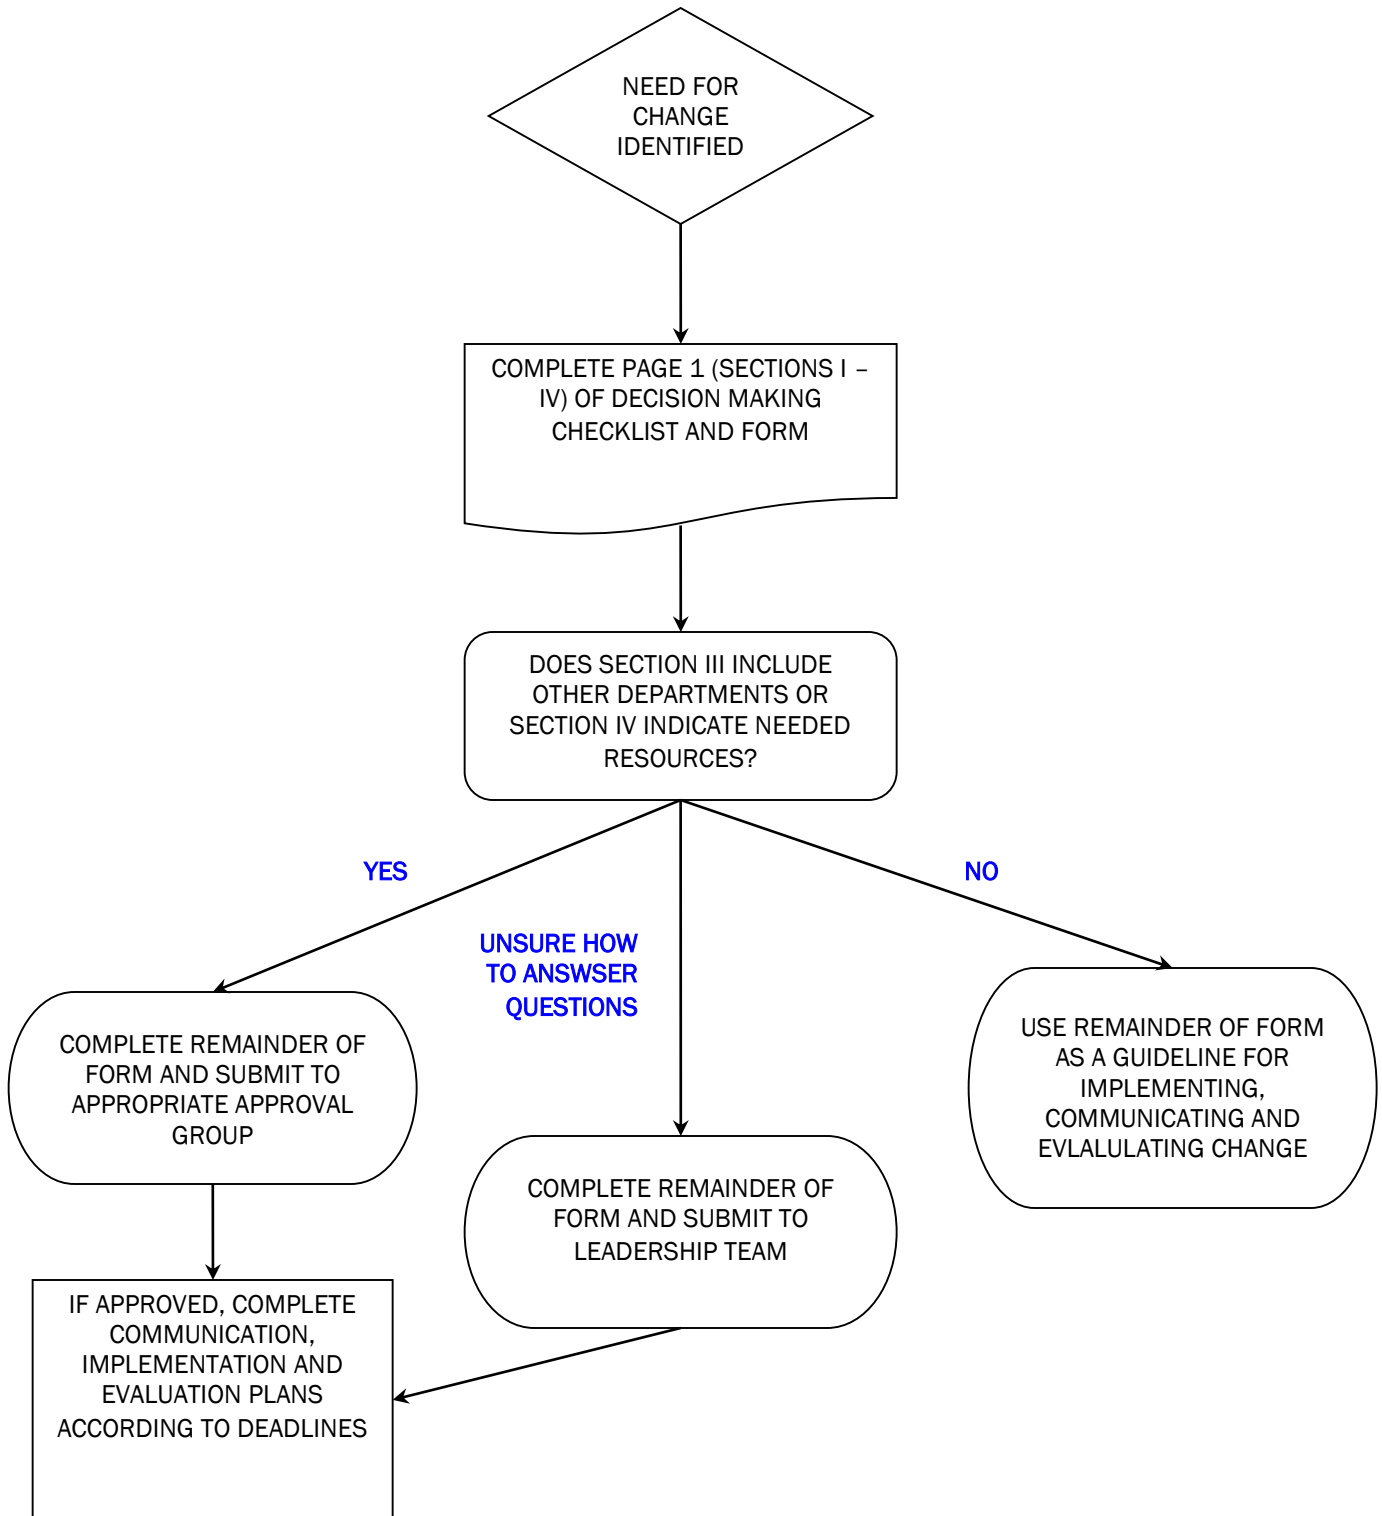 NEED FOR
CHANGE
IDENTIFIED
COMPLETE PAGE 1 (SECTIONS I –
IV) OF DECISION MAKING
CHECKLIST AND FORM
DOES SECTION III INCLUDE
OTHER DEPARTMENTS OR
SECTION IV INDICATE NEEDED
RESOURCES?
YES
NO
UNSURE HOW
TO ANSWSER
QUESTIONS
COMPLETE REMAINDER OF
FORM AND SUBMIT TO
APPROPRIATE APPROVAL
GROUP
USE REMAINDER OF FORM
AS A GUIDELINE FOR
IMPLEMENTING,
COMMUNICATING AND
EVLALULATING CHANGE
COMPLETE REMAINDER OF
FORM AND SUBMIT TO
LEADERSHIP TEAM
IF APPROVED, COMPLETE
COMMUNICATION,
IMPLEMENTATION AND
EVALUATION PLANS
ACCORDING TO DEADLINES